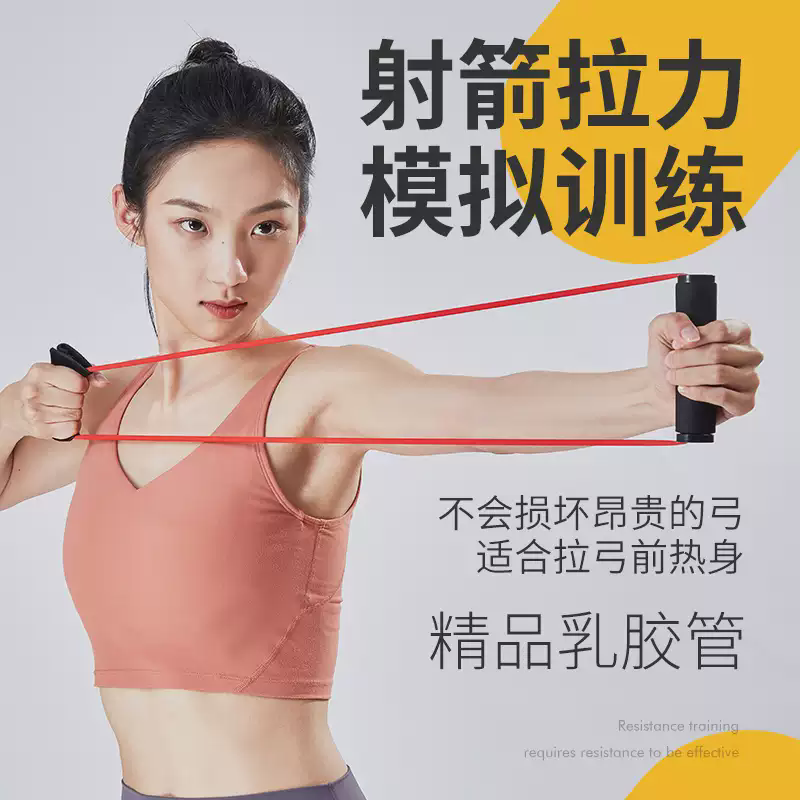 射箭拉力
模拟训练
不会损坏昂贵的弓
适合拉弓前热身
精品乳胶管
Resistance training
requires resistance to be effective